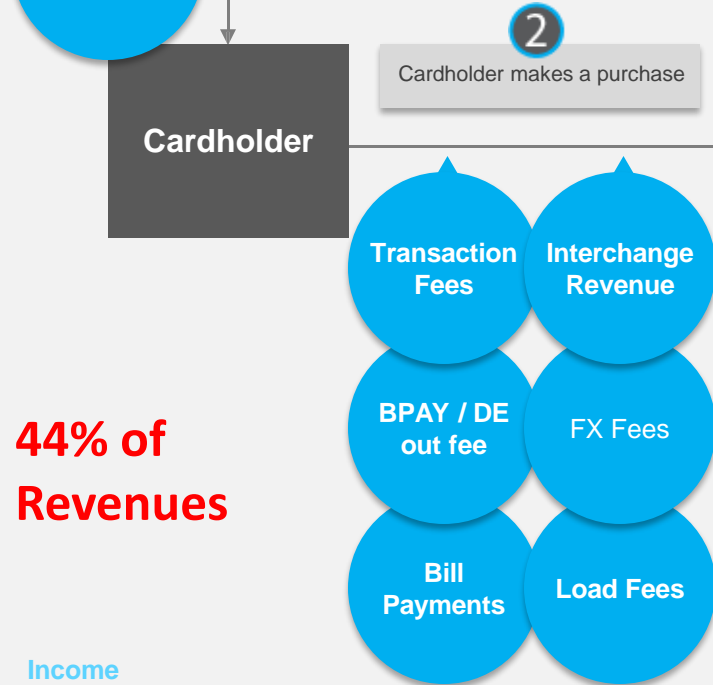 2
Cardholder makes a purchase
Cardholder
Transaction
Fees
Interchange
Revenue
BPAY / DE
out fee
FX Fees
44% of
Revenues
Bill
Payments
Load Fees
Income